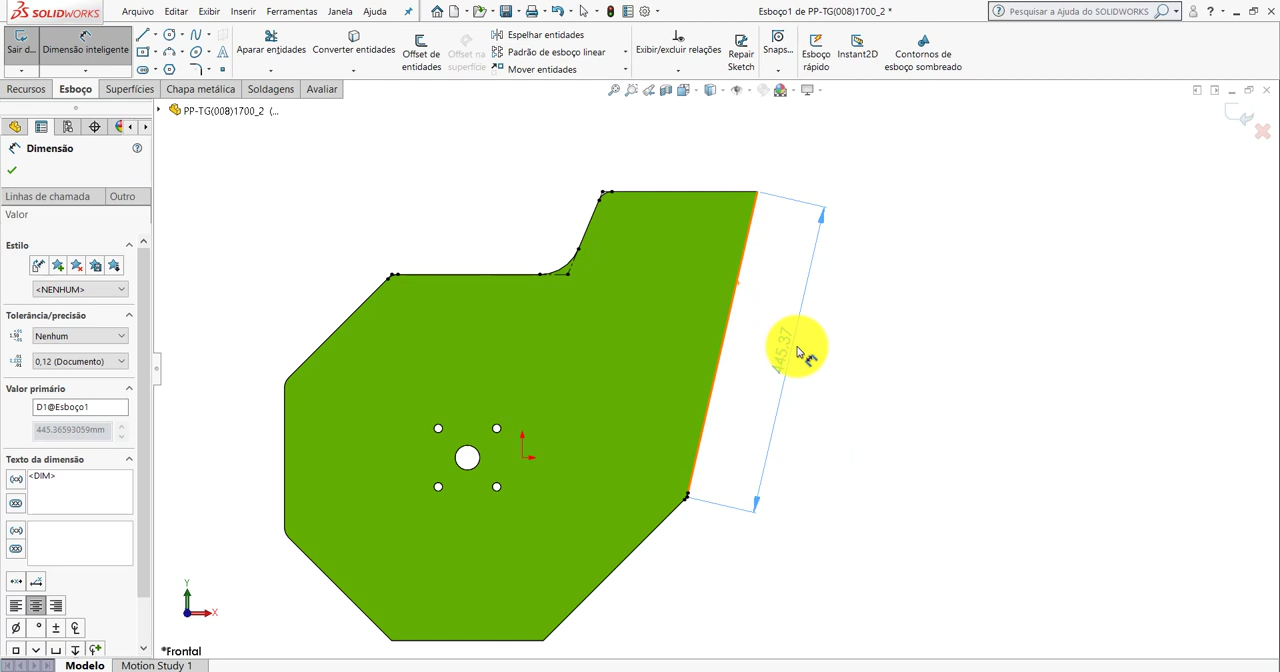 SOLIDWORKS
Arquivo Editar Exibir Inserir Ferramentas Janela Ajuda
Esboço1 de PP-TG(008)1700_2 *
Pesquisar a Ajuda do SOLIDWORKS
Sair d...
Dimensão inteligente
Aparar entidades
Converter entidades
Offset de entidades
Offset na superfície
Espelhar entidades
Padrão de esboço linear
Mover entidades
Exibir/excluir relações
Repair Sketch
Snaps...
Esboço rápido
Instant2D
Contornos de esboço sombreado
Recursos Esboço Superfícies Chapa metálica Soldagens Avaliar
PP-TG(008)1700_2 (...
Dimensão
Linhas de chamada Outro
Valor
Estilo
<NENHUM>
Tolerância/precisão
Nenhum
0,12 (Documento)
Valor primário
D1@Esboço1
445.36593059mm
Texto da dimensão
<DIM>
445,37
Y
X
*Frontal
Modelo Motion Study 1